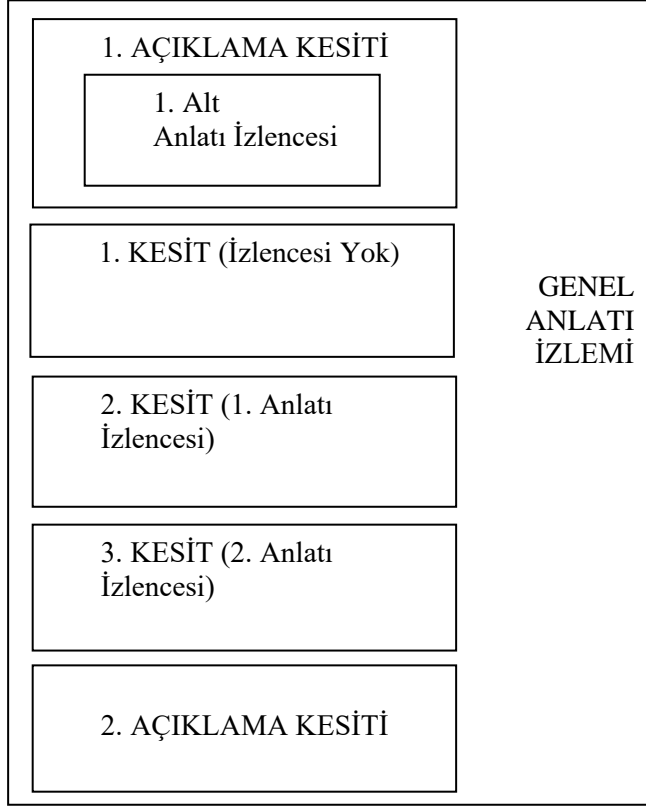 1. AÇIKLAMA KESİTİ
1. Alt
Anlatı İzlencesi
1. KESİT (İzlencesi Yok)
2. KESİT (1. Anlatı
İzlencesi)
3. KESİT (2. Anlatı
İzlencesi)
2. AÇIKLAMA KESİTİ
GENEL
ANLATI
İZLEMİ